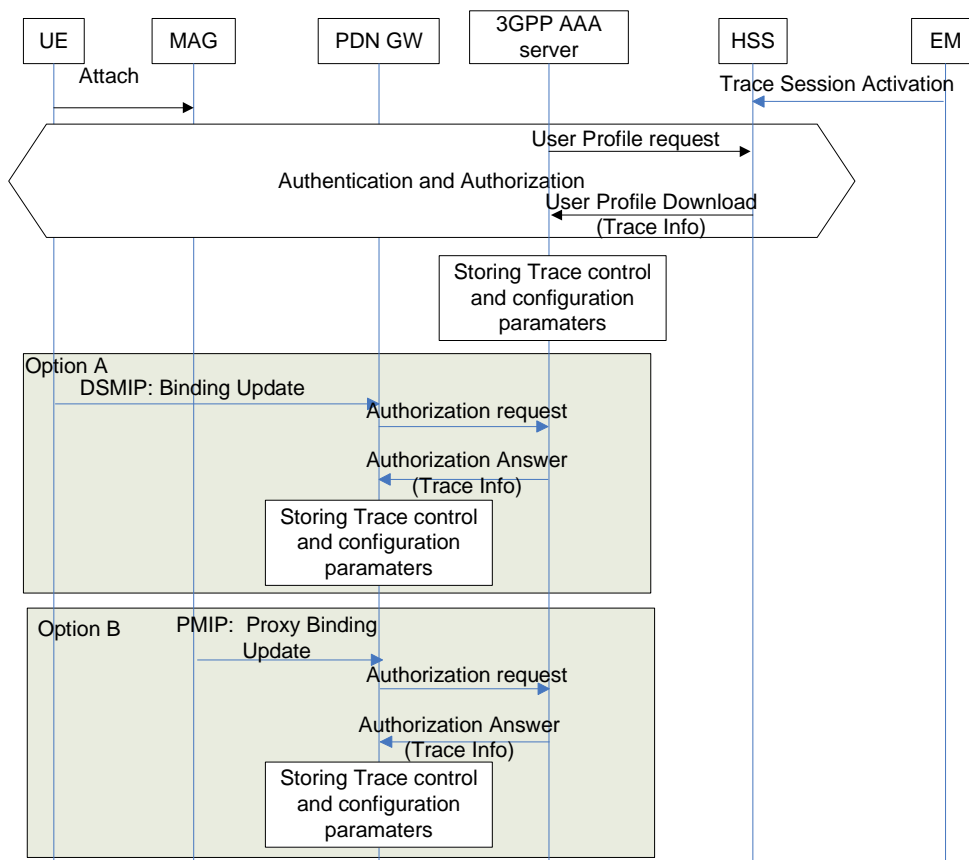 UE
MAG
PDN GW
3GPP AAA
server
HSS
EM
Attach
Trace Session Activation
User Profile request
Authentication and Authorization
User Profile Download
(Trace Info)
Storing Trace control
and configuration
paramaters
Option A
DSMIP: Binding Update
Authorization request
Authorization Answer
(Trace Info)
Storing Trace control
and configuration
paramaters
Option B
PMIP:  Proxy Binding
Update
Authorization request
Authorization Answer
(Trace Info)
Storing Trace control
and configuration
paramaters